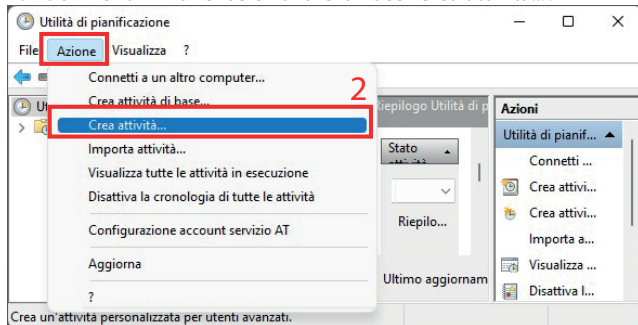 Utilità di pianificazione
File Azione Visualizza ?
Connetti a un altro computer...
2
Crea attività di base...
Crea attività...
Importa attività...
Visualizza tutte le attività in esecuzione
Disattiva la cronologia di tutte le attività
Configurazione account servizio AT
Aggiorna
?
Riepilogo Utilità di p
Stato
Riepilo...
Ultimo aggiornam
Azioni
Utilità di pianif...
Connetti ...
Crea attivi...
Crea attivi...
Importa a...
Visualizza ...
Disattiva l...
Crea un'attività personalizzata per utenti avanzati.